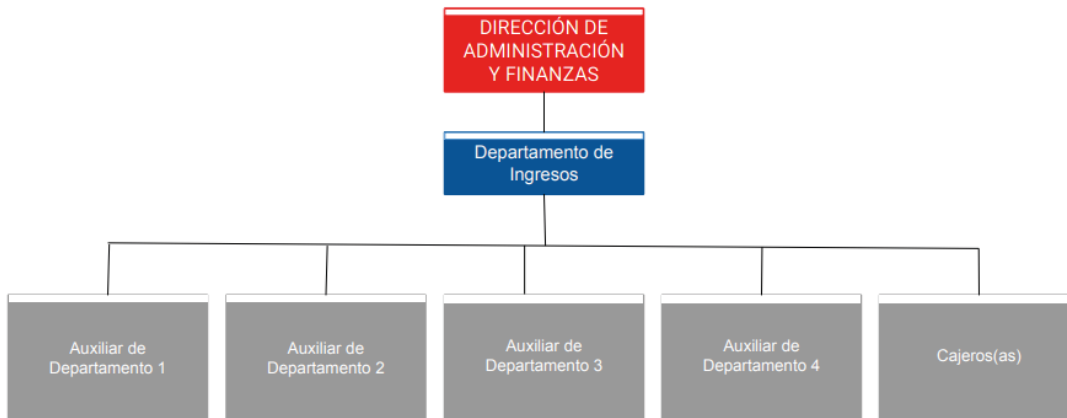 DIRECCIÓN DE
ADMINISTRACIÓN
Y FINANZAS
Departamento de
Ingresos
Auxiliar de
Departamento 1
Auxiliar de
Departamento 2
Auxiliar de
Departamento 3
Auxiliar de
Departamento 4
Cajeros(as)